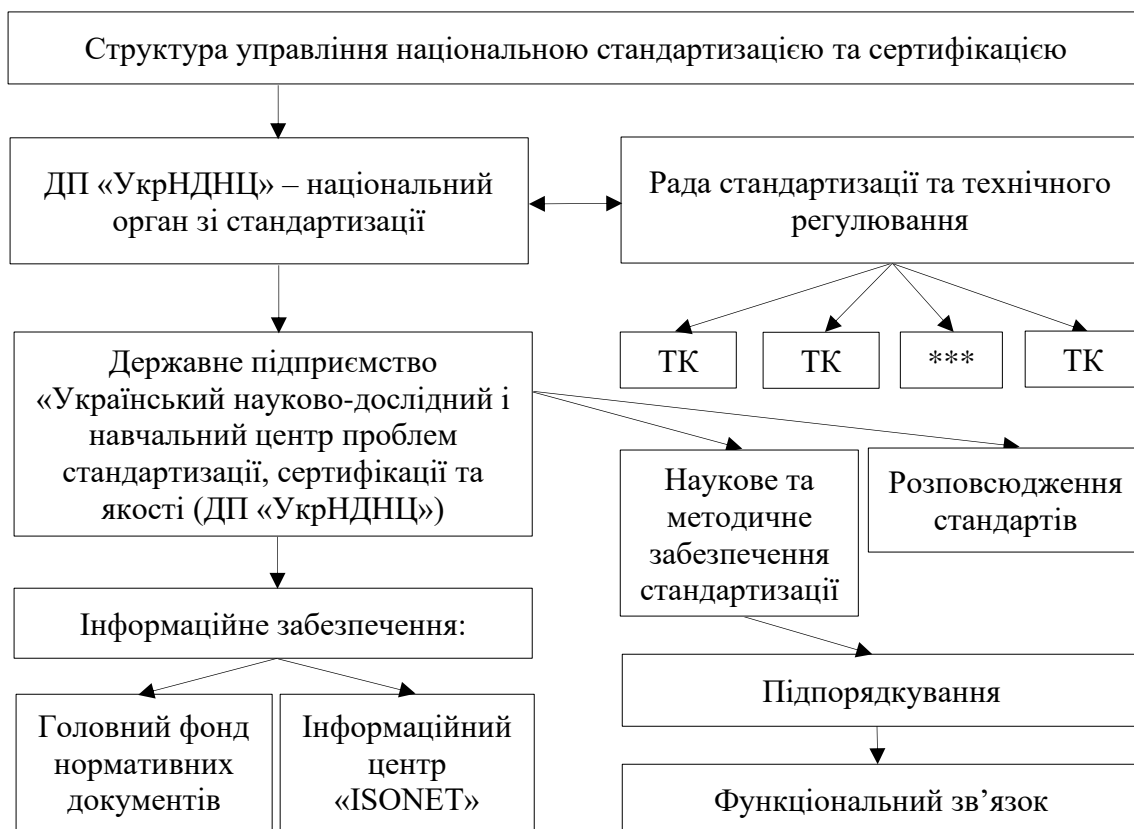 Структура управління національною стандартизацією та сертифікацією
ДП «УкрНДНЦ» – національний
орган зі стандартизації
Рада стандартизації та технічного
регулювання
ТК
ТК
***
ТК
Державне підприємство
«Український науково-дослідний і
навчальний центр проблем
стандартизації, сертифікації та
якості (ДП «УкрНДНЦ»)
Наукове та
методичне
забезпечення
стандартизації
Розповсюдження
стандартів
Інформаційне забезпечення:
Підпорядкування
Головний фонд
нормативних
документів
Інформаційний
центр
«ISONET»
Функціональний зв’язок